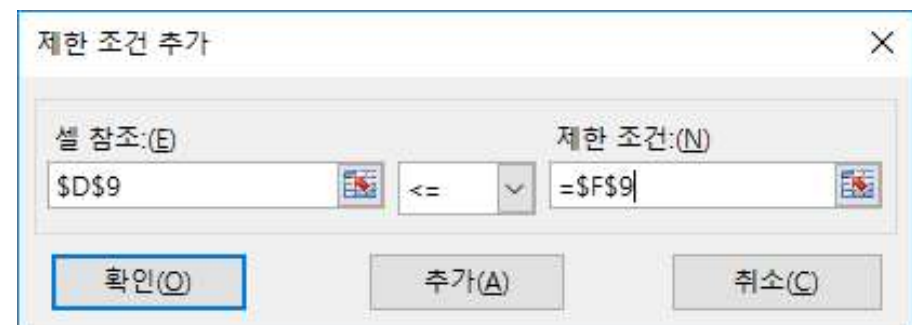 제한 조건 추가
셀 참조:(E) 제한 조건:(N)
$D$9 <= =$F$9
확인(O) 추가(A) 취소(C)